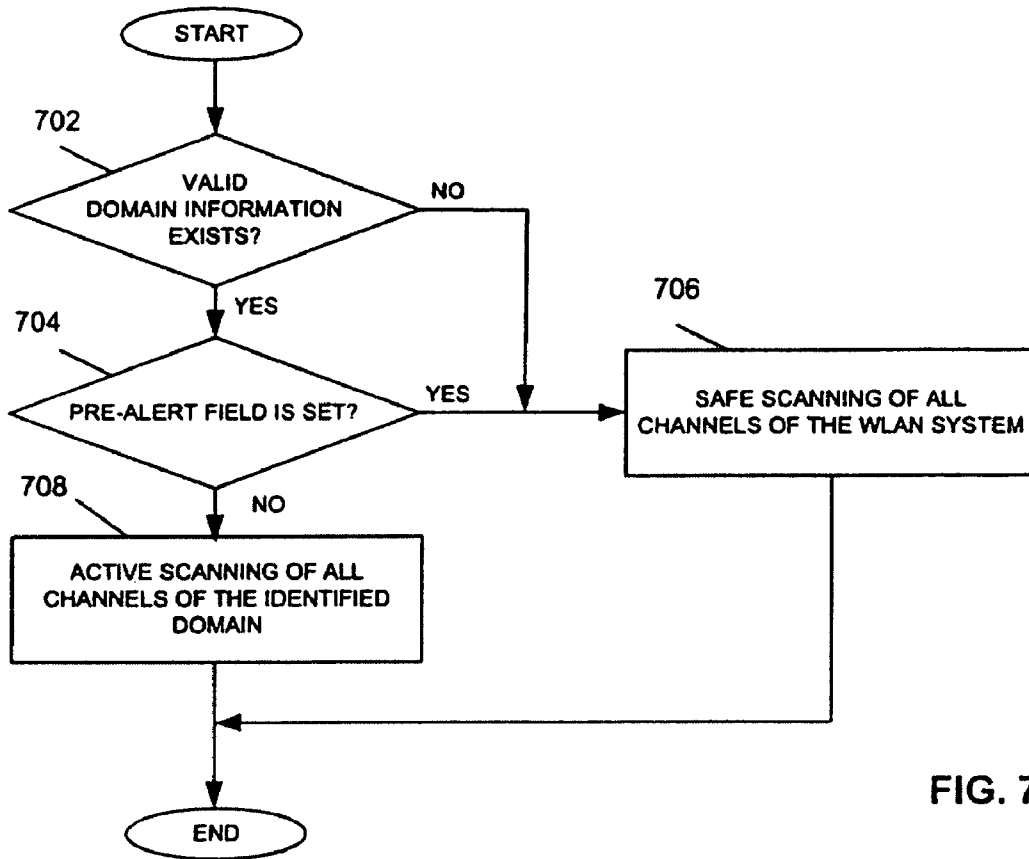 START
702
VALID
DOMAIN INFORMATION
EXISTS?
NO
YES
704
PRE-ALERT FIELD IS SET?
YES
706
SAFE SCANNING OF ALL
CHANNELS OF THE WLAN SYSTEM
NO
708
ACTIVE SCANNING OF ALL
CHANNELS OF THE IDENTIFIED
DOMAIN
END
FIG. 7